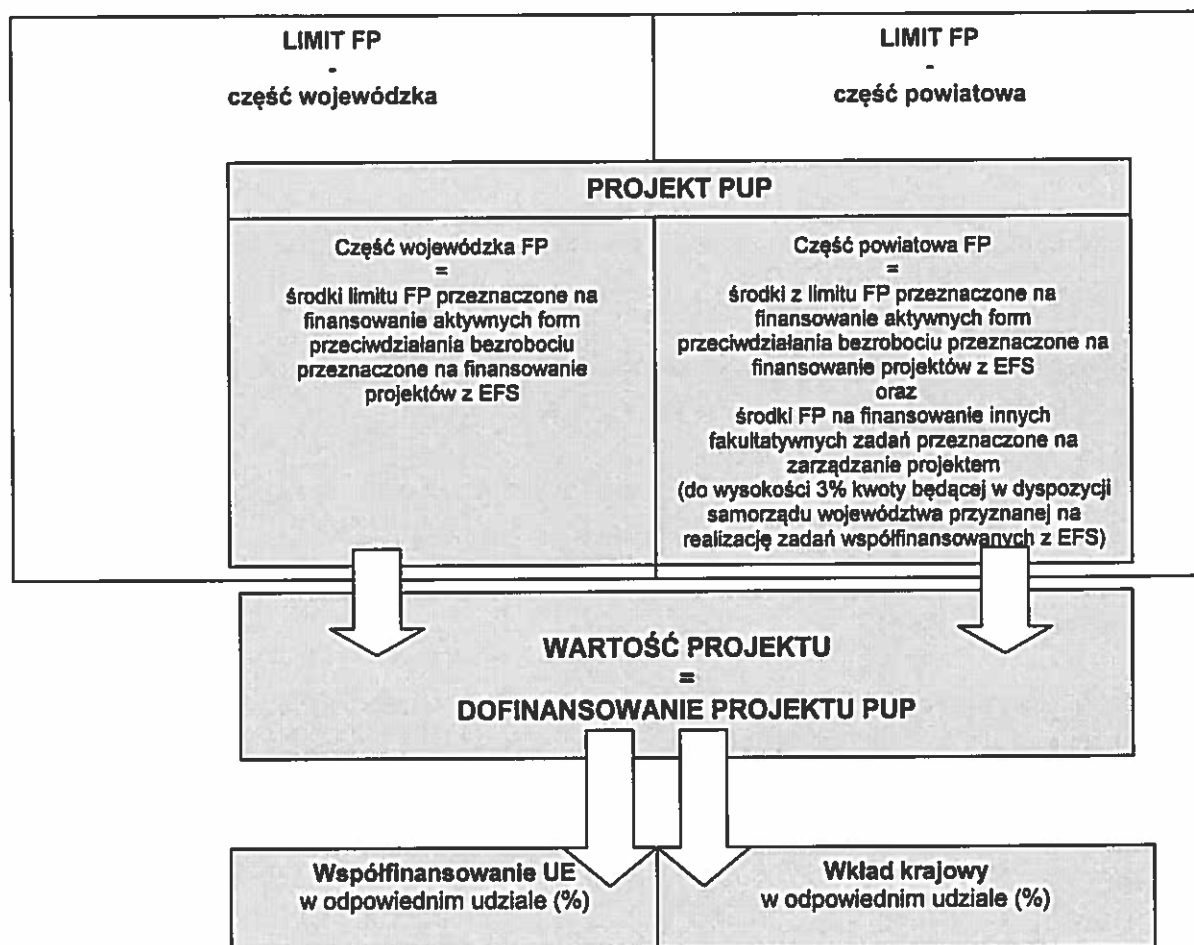 LIMIT FP
-
część wojewódzka
LIMIT FP
-
część powiatowa
PROJEKT PUP
Część wojewódzka FP
=
środki limitu FP przeznaczone na
finansowanie aktywnych form
przeciwdziałania bezrobociu
przeznaczone na finansowanie
projektów z EFS
Część powiatowa FP
=
środki z limitu FP przeznaczone na
finansowanie aktywnych form
przeciwdziałania bezrobociu przeznaczone na
finansowanie projektów z EFS
oraz
środki FP na finansowanie innych
fakultatywnych zadań przeznaczone na
zarządzanie projektem
(do wysokości 3% kwoty będącej w dyspozycji
samorządu województwa przyznanej na
realizację zadań współfinansowanych z EFS)
WARTOŚĆ PROJEKTU
=
DOFINANSOWANIE PROJEKTU PUP
Współfinansowanie UE
w odpowiednim udziale (%)
Wkład krajowy
w odpowiednim udziale (%)